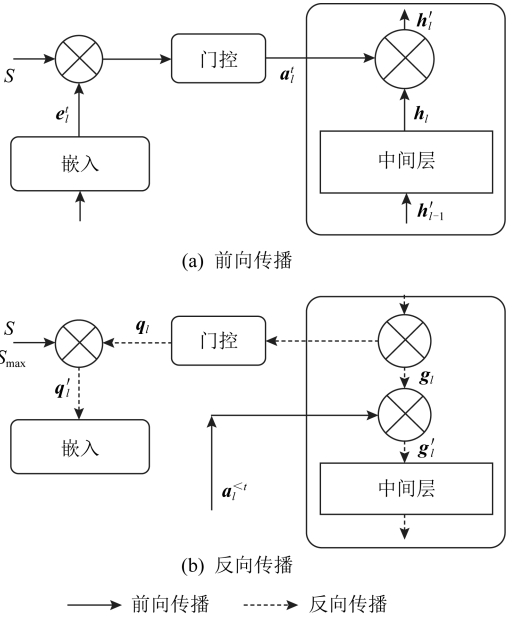 h′l
S
门控
a^t_l
e^t_l
h_l
嵌入
中间层
h′_{l−1}
(a) 前向传播
S
S_max
q_l
门控
q′_l
g_l
嵌入
g′_l
a_l^{<t}
中间层
(b) 反向传播
前向传播 反向传播